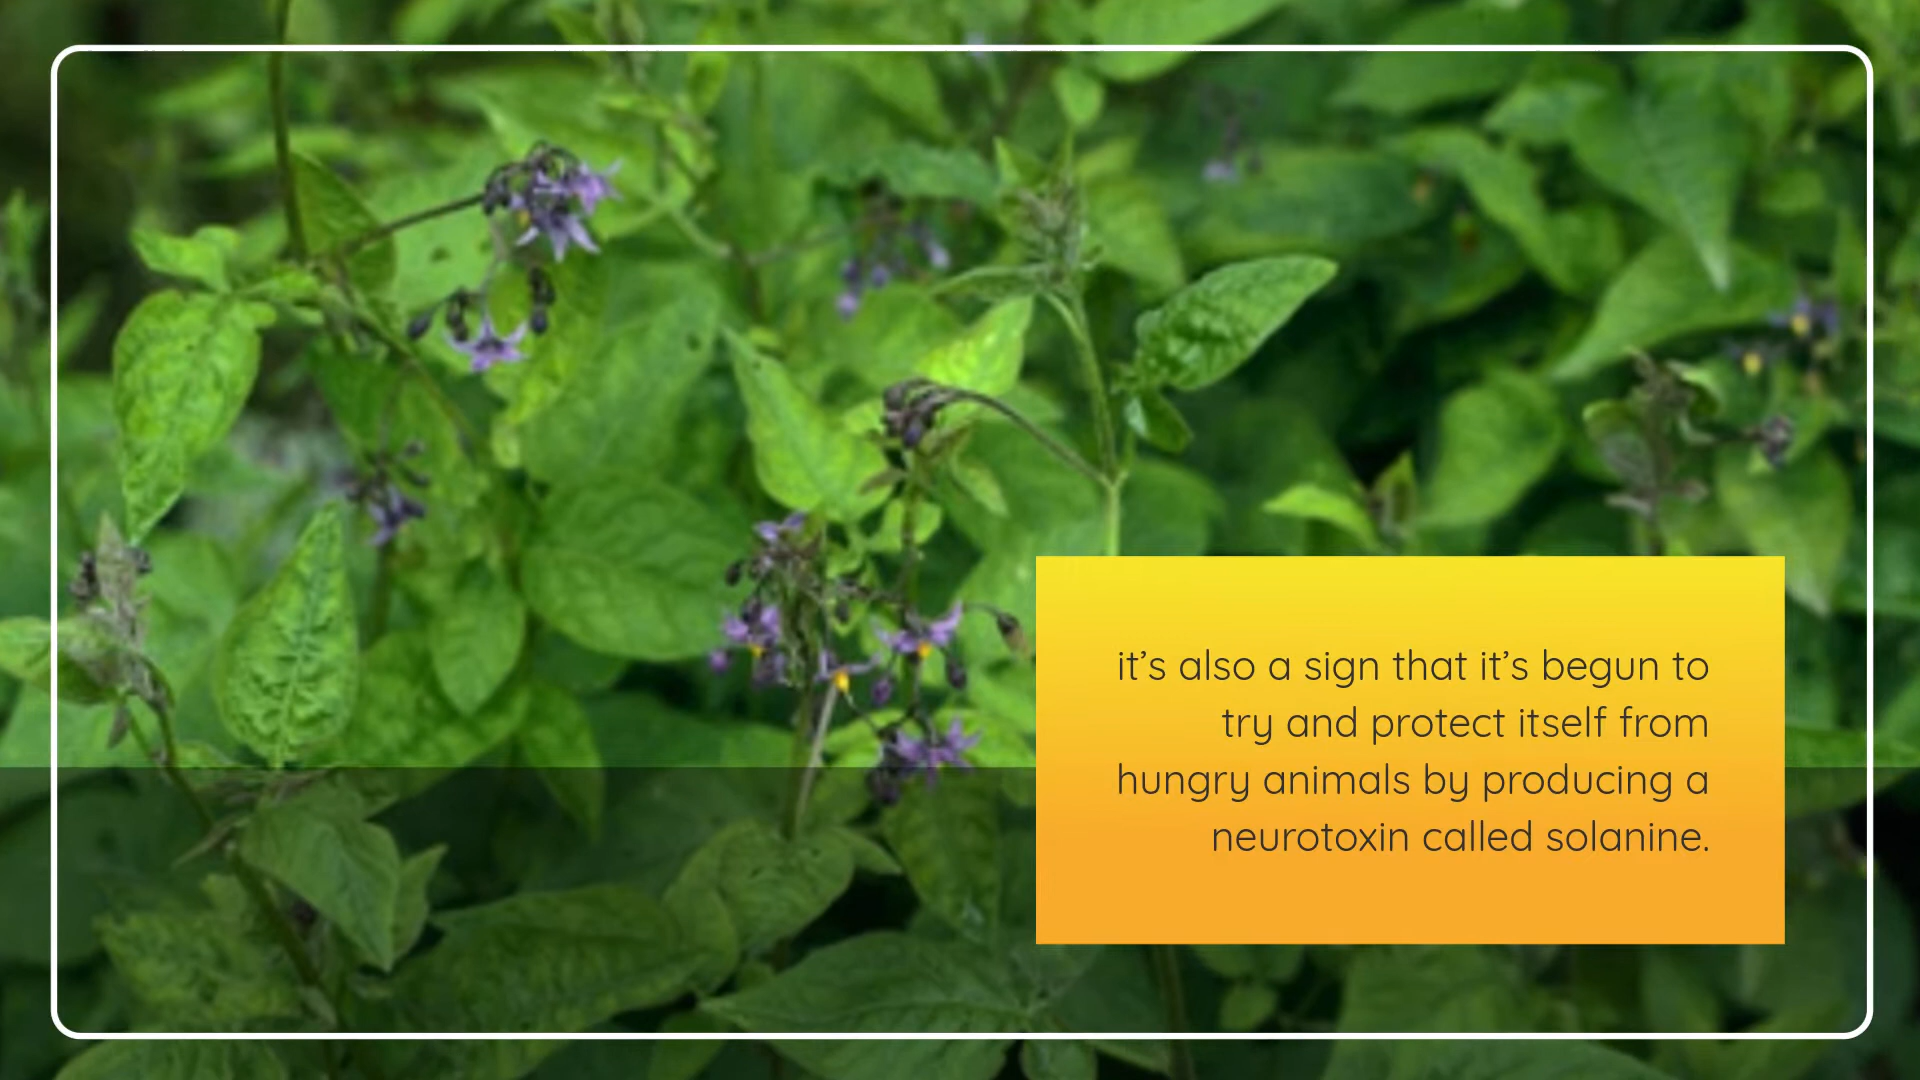 it’s also a sign that it’s begun to
try and protect itself from
hungry animals by producing a
neurotoxin called solanine.